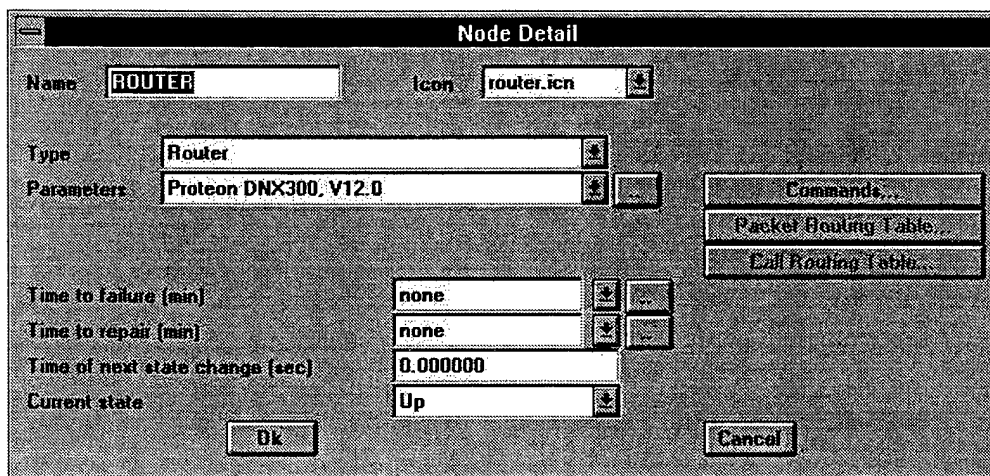 Node Detail
Name ROUTER Icon router.icn
Type Router
Parameters Proteon DNX300, V12.0 ...
Commands...
Packet Routing Table...
Call Routing Table...
Time to failure (min) none ...
Time to repair (min) none ...
Time of next state change (sec) 0.000000
Current state Up
Ok Cancel